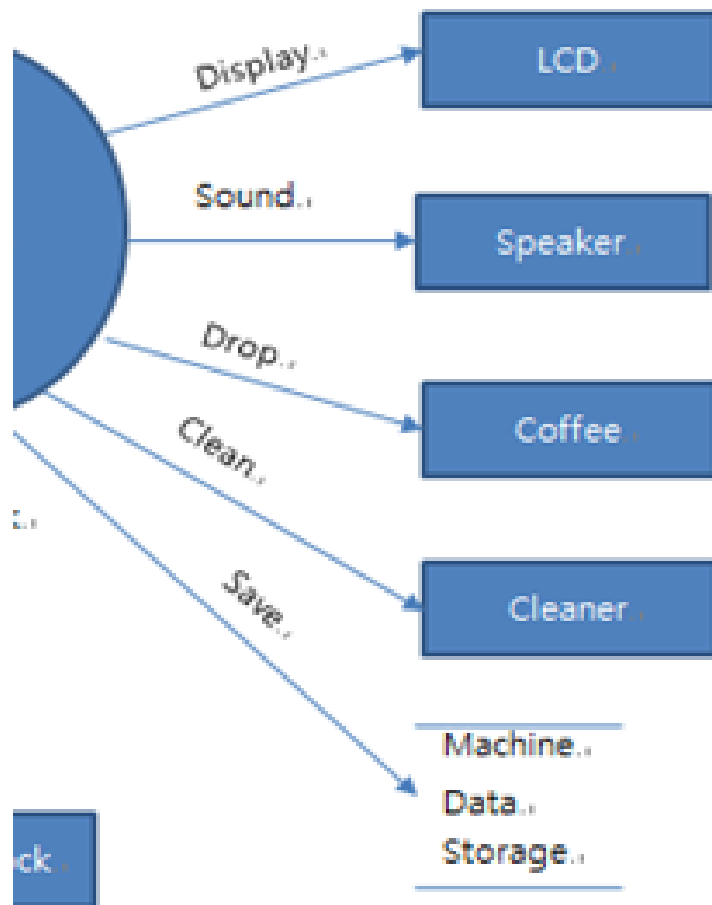 Display
LCD
Sound
Speaker
Drop
Coffee
Clean
Cleaner
Save
Machine
Data
Storage